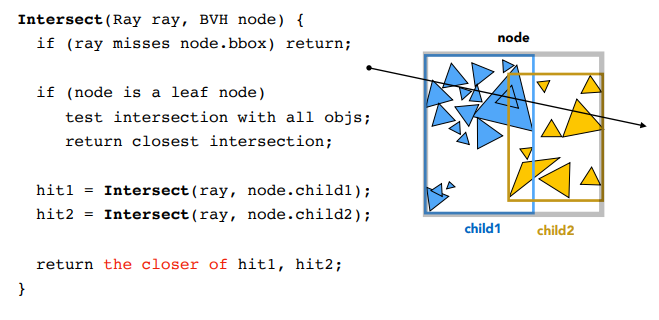 Intersect(Ray ray, BVH node) {
if (ray misses node.bbox) return;
if (node is a leaf node)
test intersection with all objs;
return closest intersection;
hit1 = Intersect(ray, node.child1);
hit2 = Intersect(ray, node.child2);
return the closer of hit1, hit2;
}
node
child1
child2